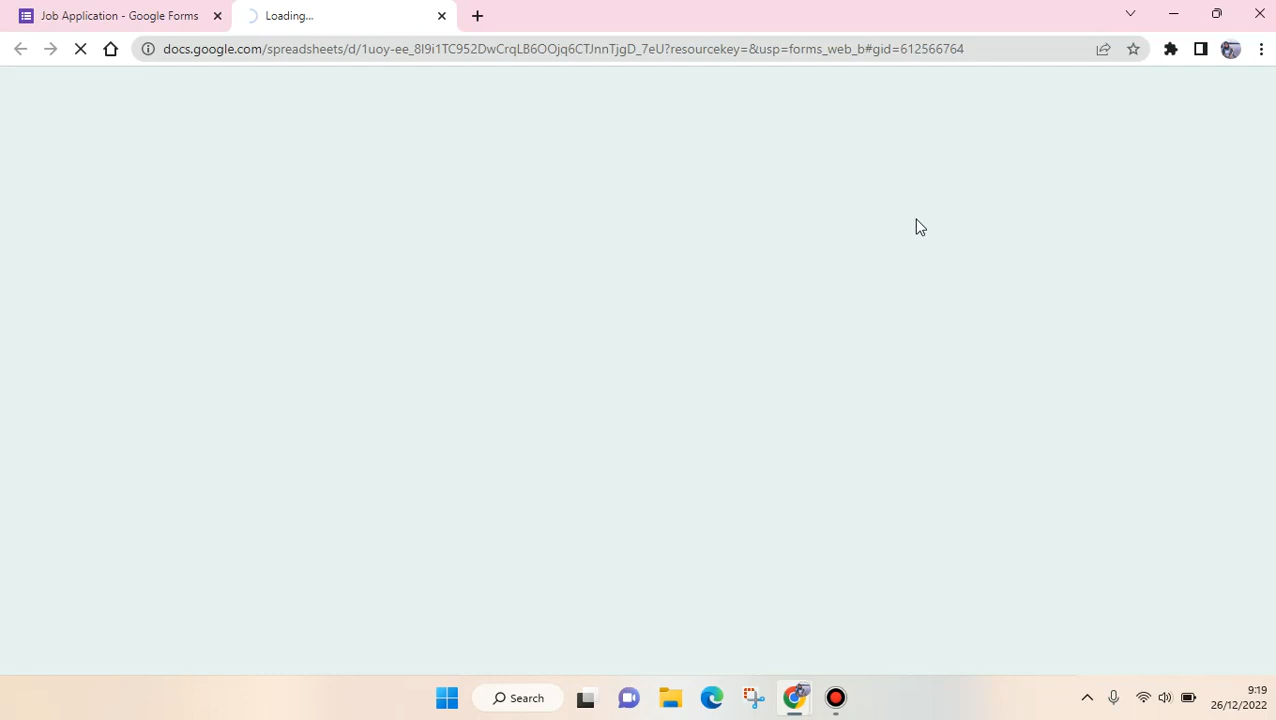 Job Application - Google Forms
Loading...
docs.google.com/spreadsheets/d/1uoy-ee_8I9i1TC952DwCrqLB6OOjq6CTJnnTjgD_7eU?resourcekey=&usp=forms_web_b#gid=612566764
Search
9:19
26/12/2022